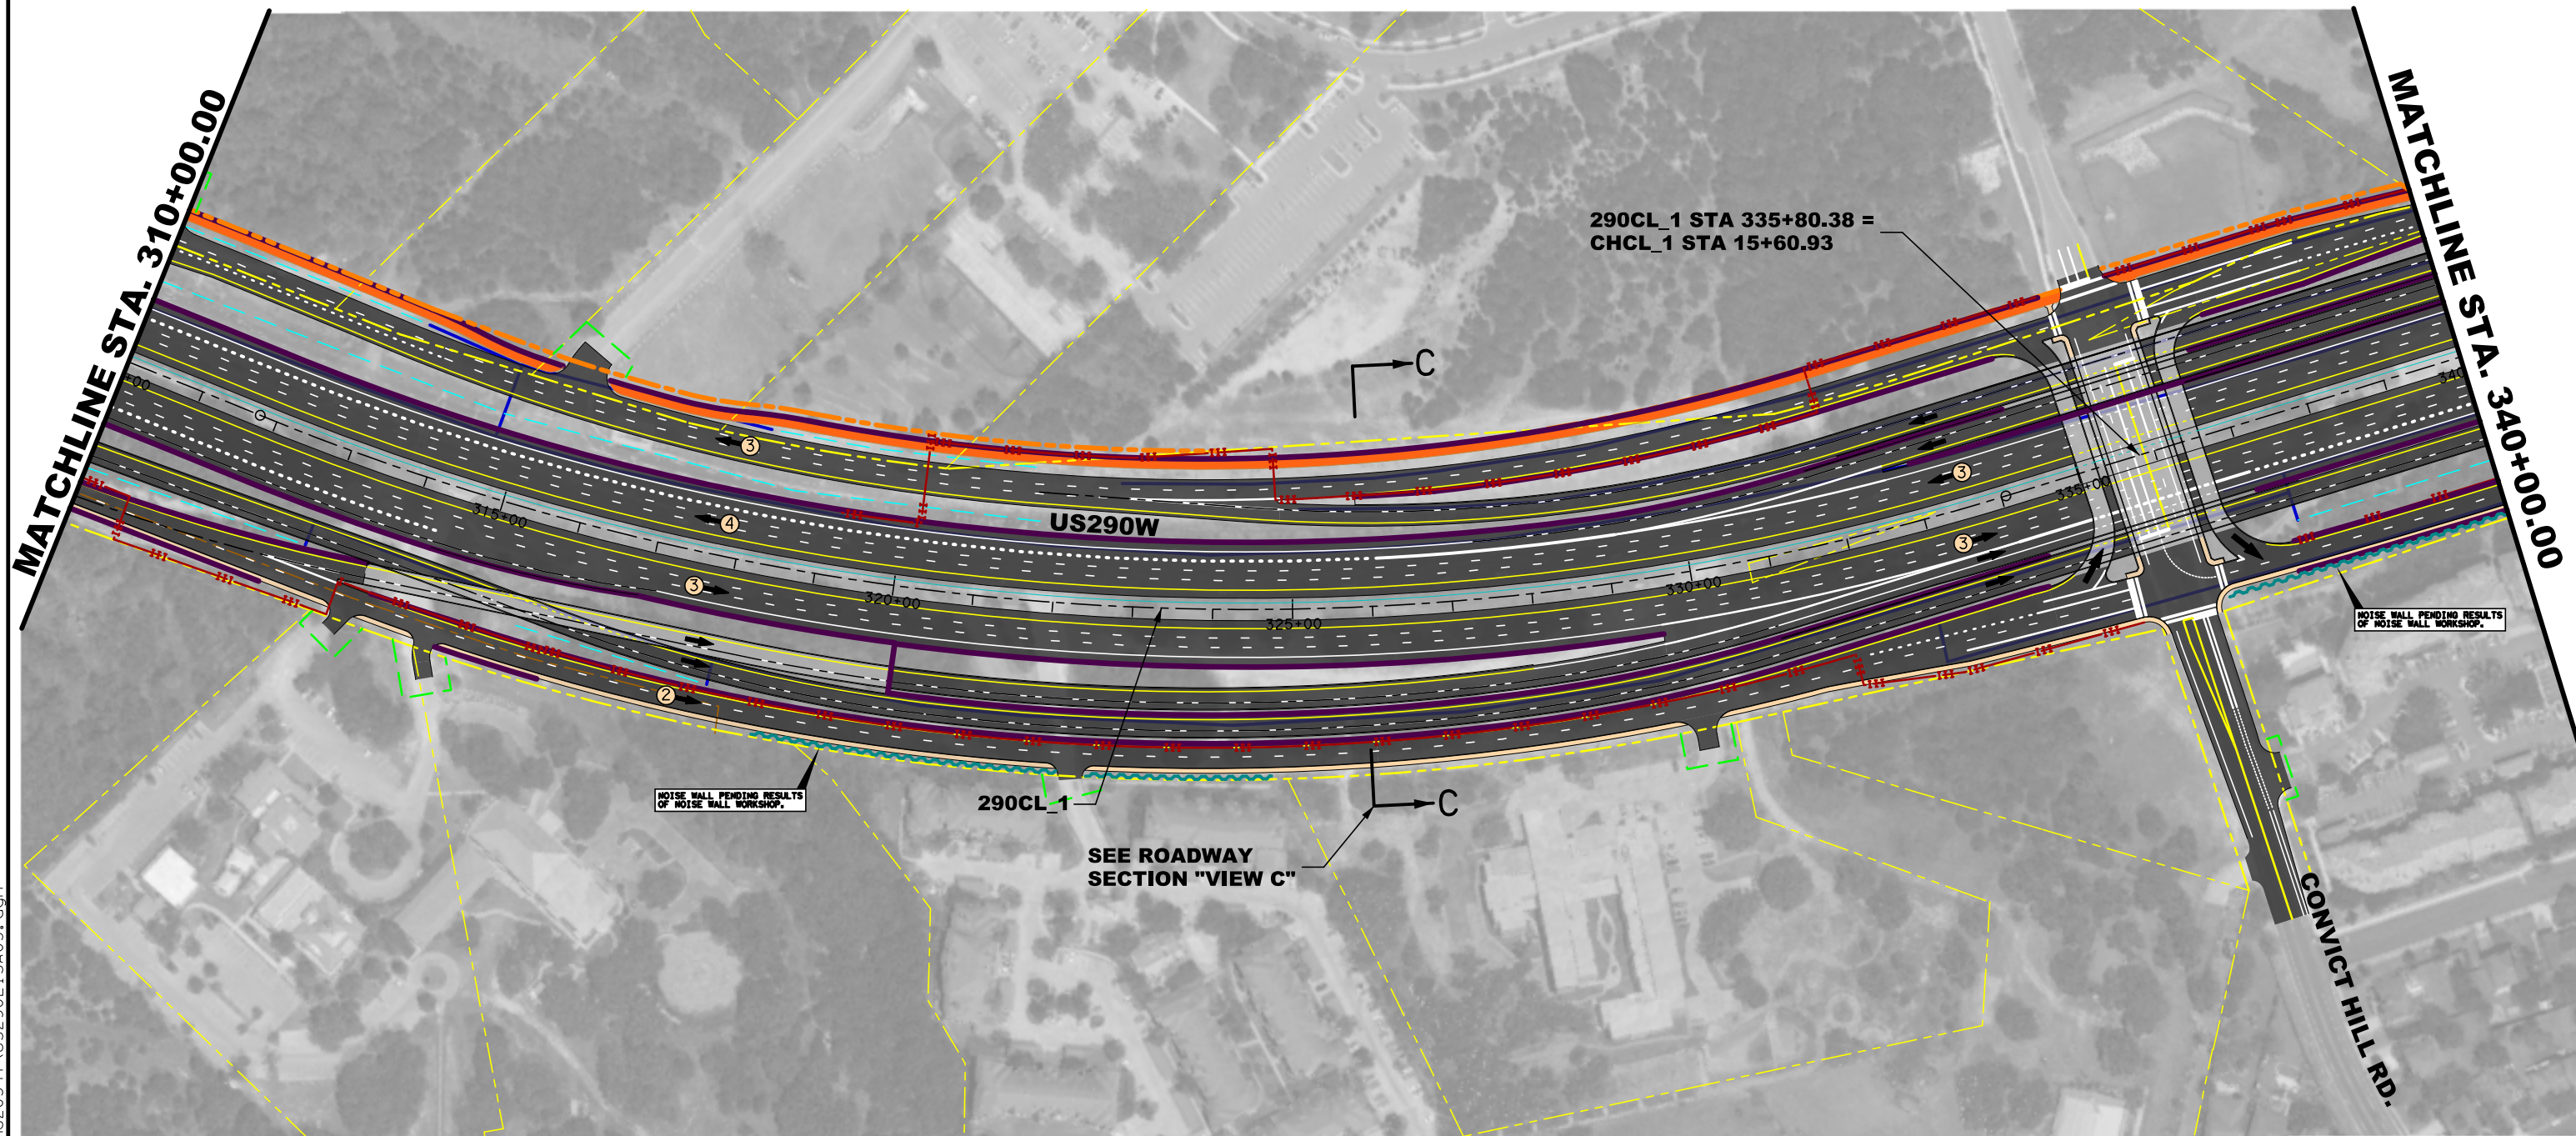 MATCHLINE STA. 310+00.00
MATCHLINE STA. 340+00.00
290CL_1 STA 335+80.38 =
CHCL_1 STA 15+60.93
C
3
4
3
US290W
3
3
2
315+00
320+00
325+00
330+00
335+00
NOISE WALL PENDING RESULTS
OF NOISE WALL WORKSHOP.
NOISE WALL PENDING RESULTS
OF NOISE WALL WORKSHOP.
290CL_1
C
SEE ROADWAY
SECTION "VIEW C"
CONVICT HILL RD.